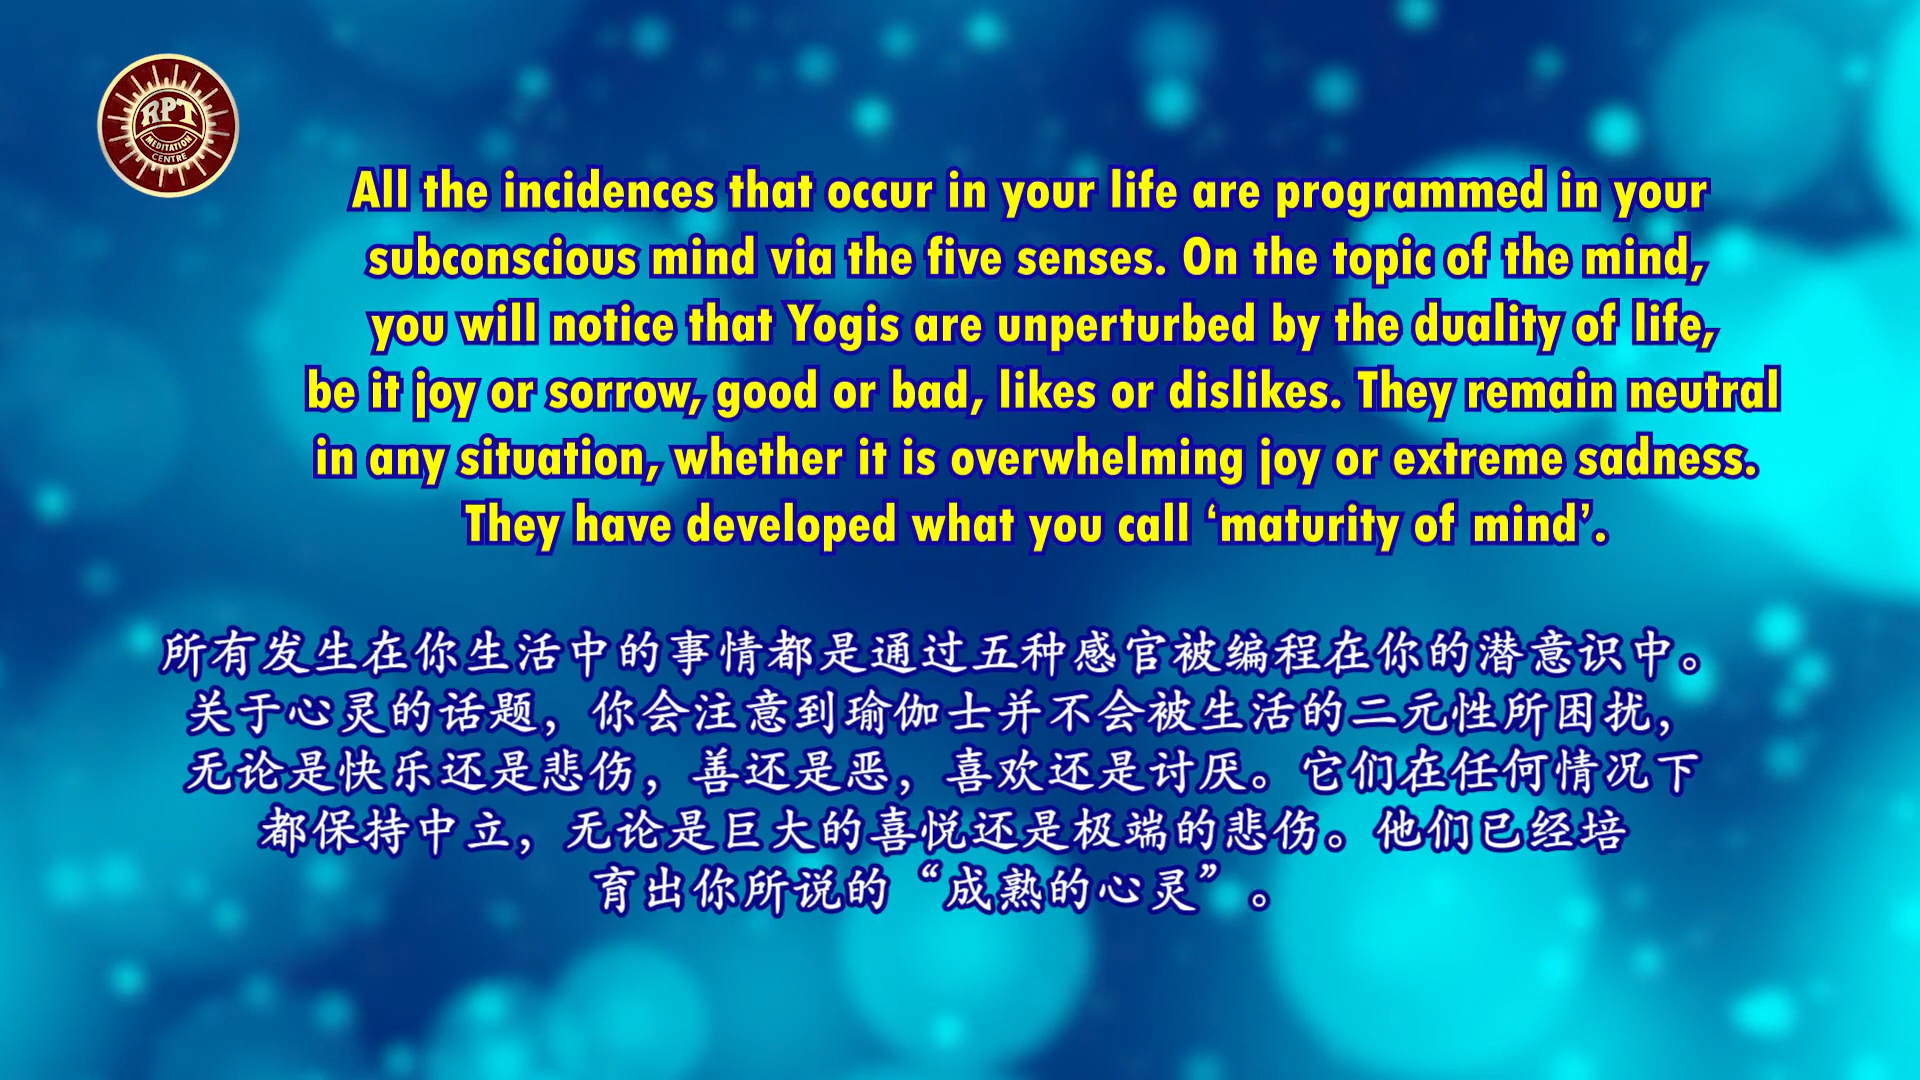 RPT
MEDITATION
CENTRE
All the incidences that occur in your life are programmed in your
subconscious mind via the five senses. On the topic of the mind,
you will notice that Yogis are unperturbed by the duality of life,
be it joy or sorrow, good or bad, likes or dislikes. They remain neutral
in any situation, whether it is overwhelming joy or extreme sadness.
They have developed what you call ‘maturity of mind’.
所有发生在你生活中的事情都是通过五种感官被编程在你的潜意识中。
关于心灵的话题，你会注意到瑜伽士并不会被生活的二元性所困扰，
无论是快乐还是悲伤，善还是恶，喜欢还是讨厌。它们在任何情况下
都保持中立，无论是巨大的喜悦还是极端的悲伤。他们已经培
育出你所说的“成熟的心灵”。